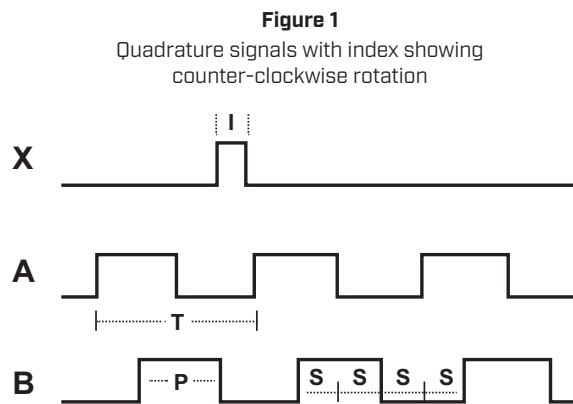 Figure 1
Quadrature signals with index showing
counter-clockwise rotation
I
X
A
T
B
P
S S S S